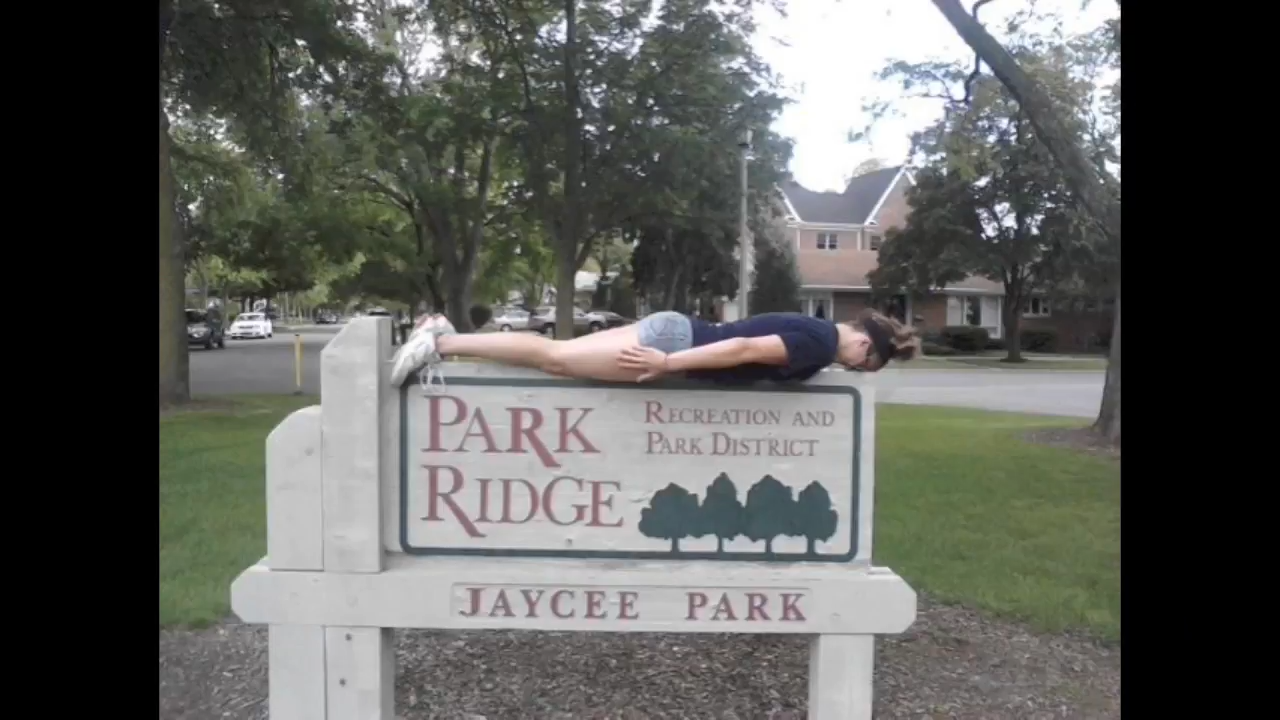 PARK
RIDGE
RECREATION AND
PARK DISTRICT
JAYCEE PARK